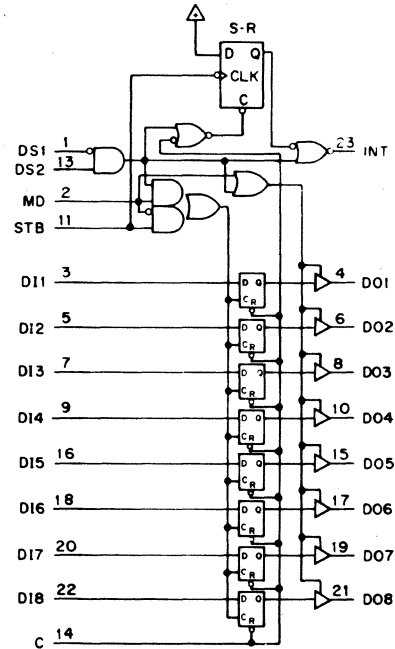 S-R
D Q
CLK
C
DS1 1
DS2 13
23 INT
MD 2
STB 11
DI1 3 D Q C R 4 DO1
DI2 5 D Q C R 6 DO2
DI3 7 D Q C R 8 DO3
DI4 9 D Q C R 10 DO4
DI5 16 D Q C R 15 DO5
DI6 18 D Q C R 17 DO6
DI7 20 D Q C R 19 DO7
DI8 22 D Q C R 21 DO8
C 14